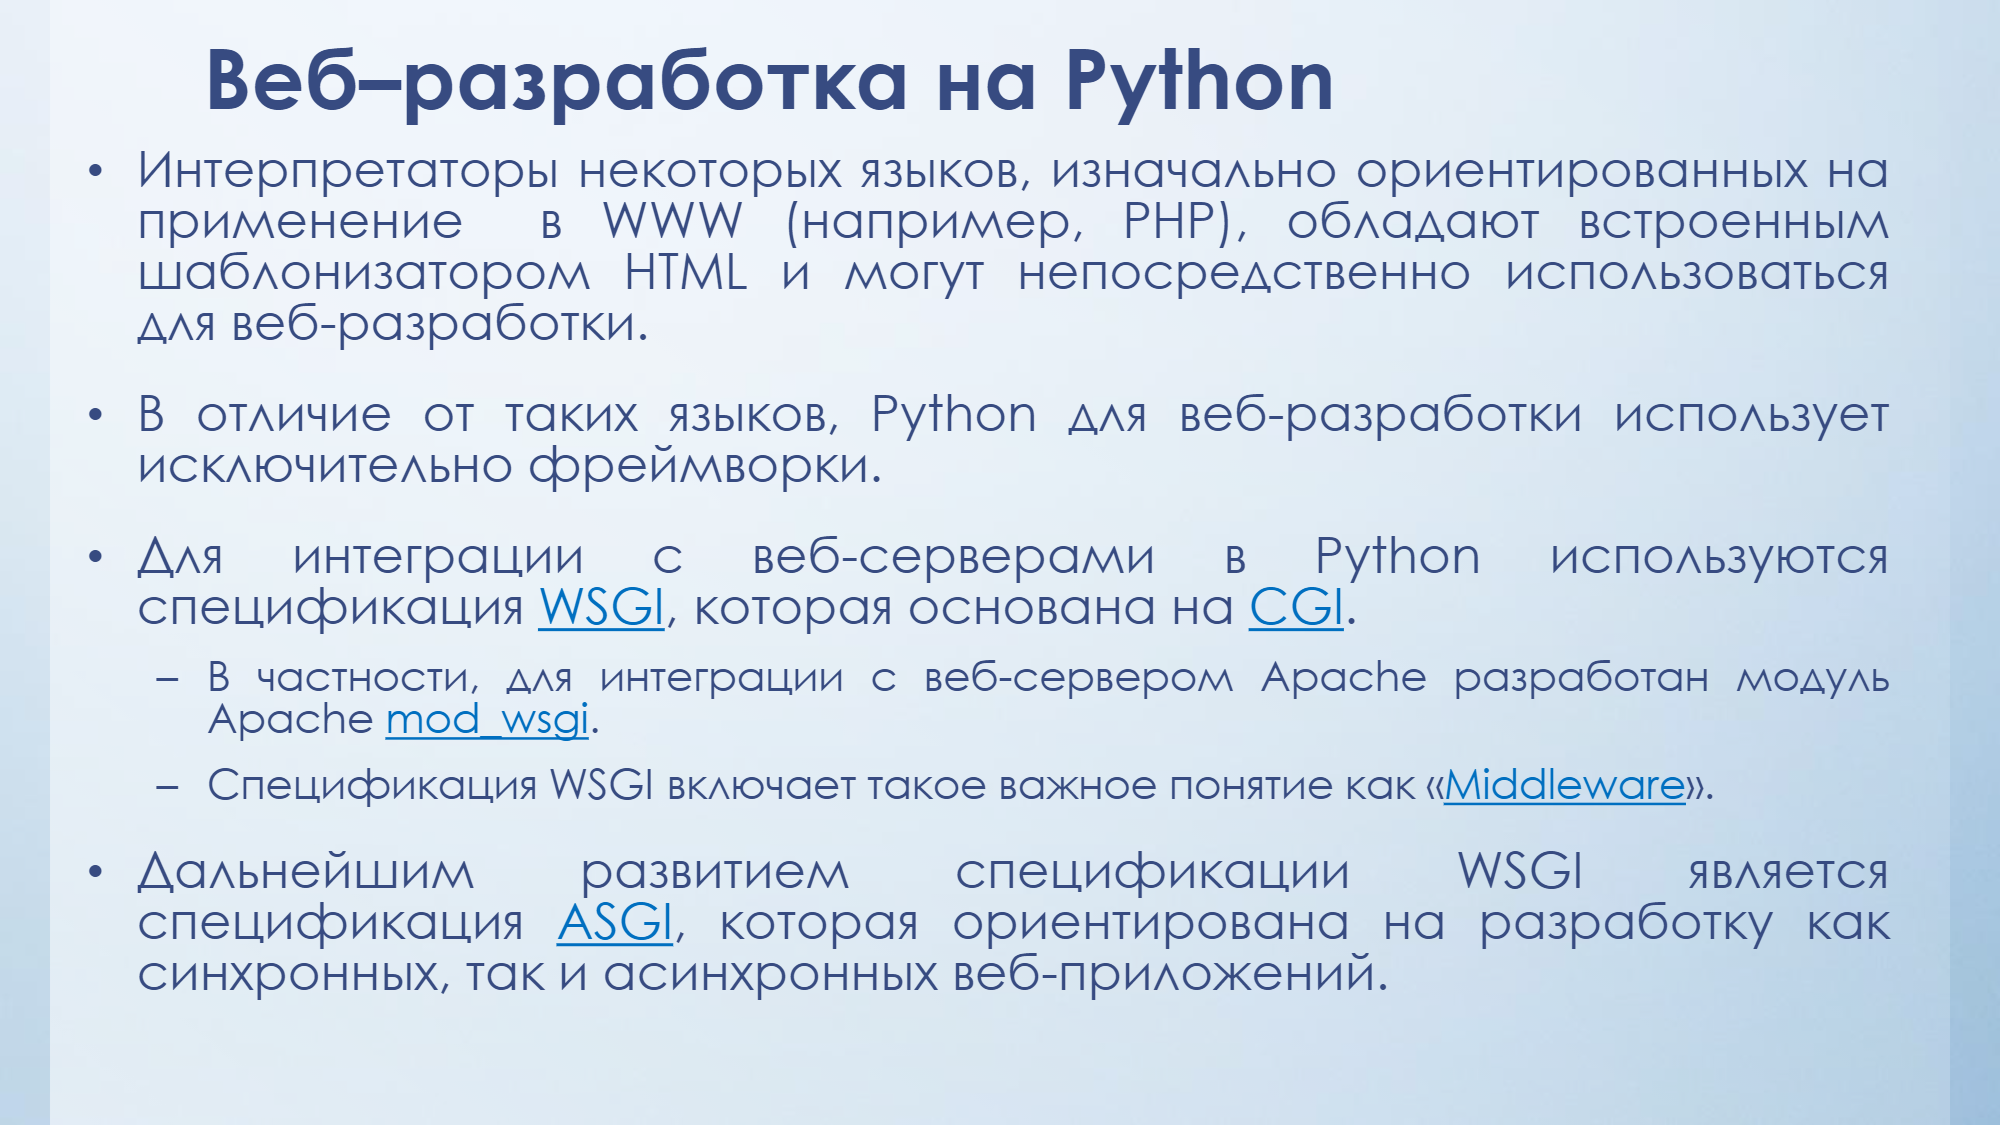 Веб–разработка на Python
• Интерпретаторы некоторых языков, изначально ориентированных на
применение в WWW (например, PHP), обладают встроенным
шаблонизатором HTML и могут непосредственно использоваться
для веб-разработки.
• В отличие от таких языков, Python для веб-разработки использует
исключительно фреймворки.
• Для интеграции с веб-серверами в Python используются
спецификация WSGI, которая основана на CGI.
– В частности, для интеграции с веб-сервером Apache разработан модуль
Apache mod_wsgi.
– Спецификация WSGI включает такое важное понятие как «Middleware».
• Дальнейшим развитием спецификации WSGI является
спецификация ASGI, которая ориентирована на разработку как
синхронных, так и асинхронных веб-приложений.